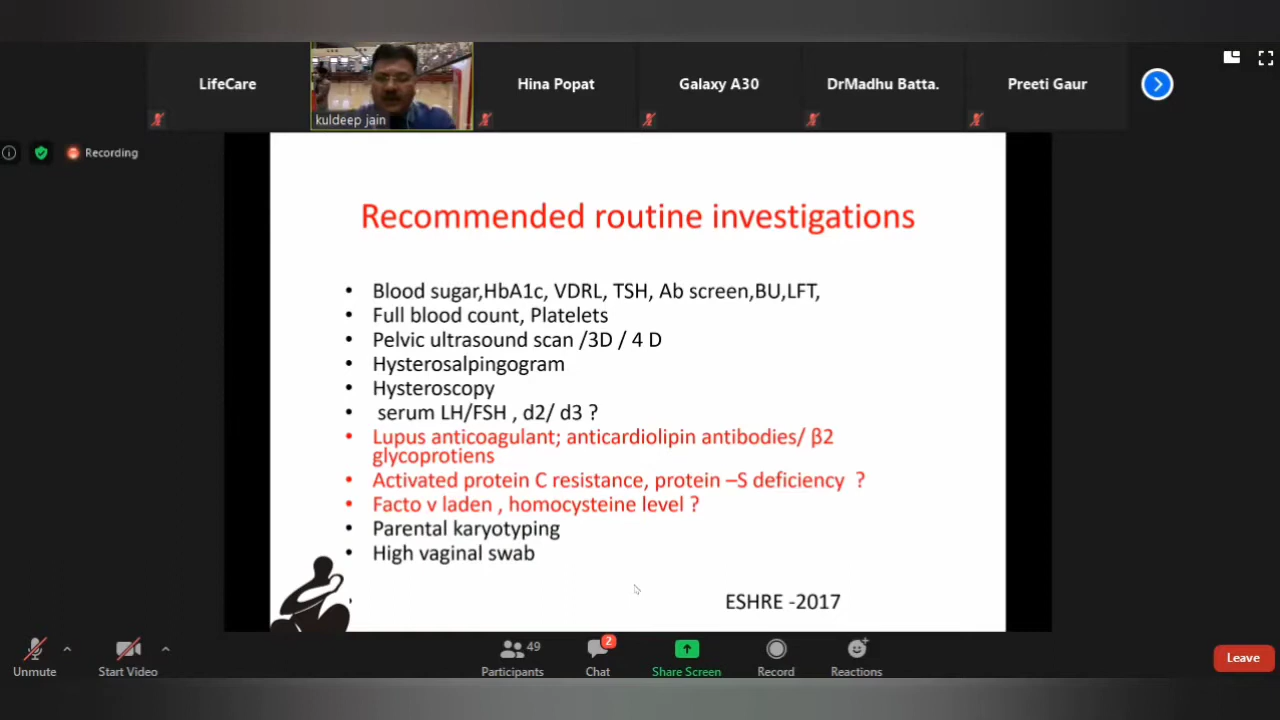 LifeCare
kuldeep jain
Hina Popat
Galaxy A30
DrMadhu Batta.
Preeti Gaur
Recording
Recommended routine investigations
• Blood sugar,HbA1c, VDRL, TSH, Ab screen,BU,LFT,
• Full blood count, Platelets
• Pelvic ultrasound scan /3D / 4 D
• Hysterosalpingogram
• Hysteroscopy
• serum LH/FSH , d2/ d3 ?
• Lupus anticoagulant; anticardiolipin antibodies/ β2
glycoprotiens
• Activated protein C resistance, protein –S deficiency ?
• Facto v laden , homocysteine level ?
• Parental karyotyping
• High vaginal swab
ESHRE -2017
Unmute
Start Video
49
Participants
2
Chat
Share Screen
Record
Reactions
Leave